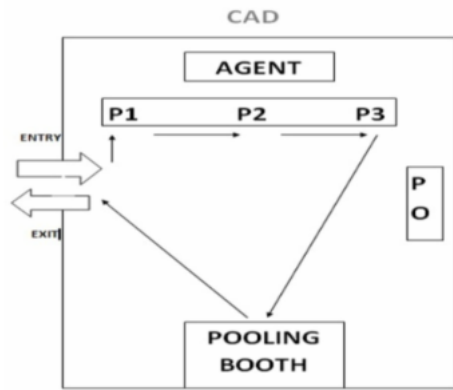 CAD
AGENT
P1 P2 P3
ENTRY
P
O
EXIT
POOLING
BOOTH